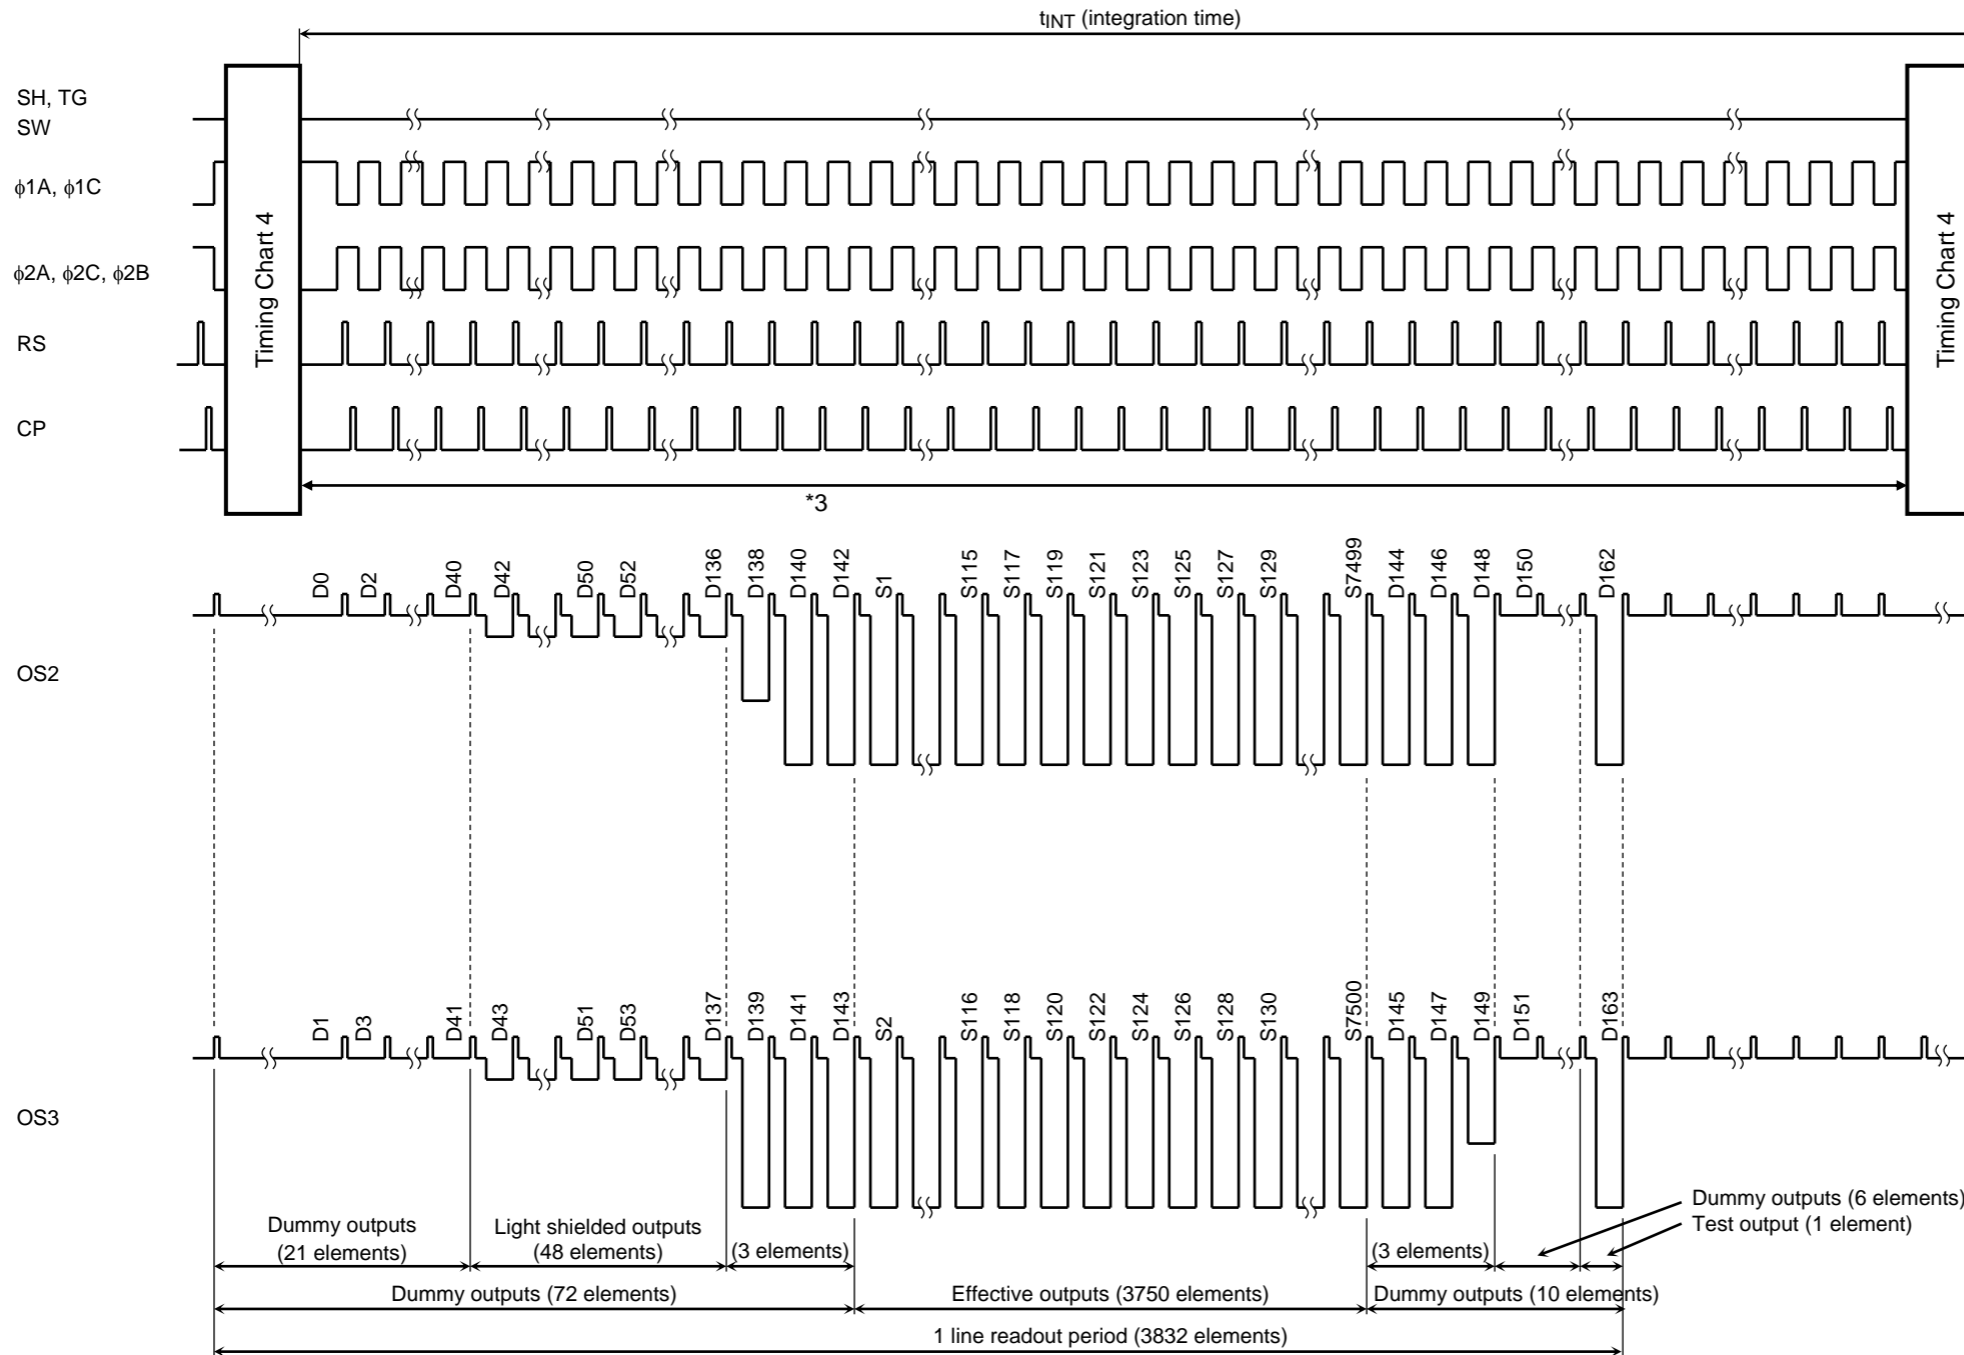 tINT (integration time)
SH, TG
SW
ϕ1A, ϕ1C
ϕ2A, ϕ2C, ϕ2B
RS
CP
Timing Chart 4
Timing Chart 4
*3
D0 D2 D40 D42 D50 D52 D136 D138 D140 D142 S1 S115 S117 S119 S121 S123 S125 S127 S129 S7499 D144 D146 D148 D150 D162
OS2
D1 D3 D41 D43 D51 D53 D137 D139 D141 D143 S2 S116 S118 S120 S122 S124 S126 S128 S130 S7500 D145 D147 D149 D151 D163
OS3
Dummy outputs
(21 elements)
Light shielded outputs
(48 elements)
(3 elements)
(3 elements)
Dummy outputs (6 elements)
Test output (1 element)
Dummy outputs (72 elements)
Effective outputs (3750 elements)
Dummy outputs (10 elements)
1 line readout period (3832 elements)